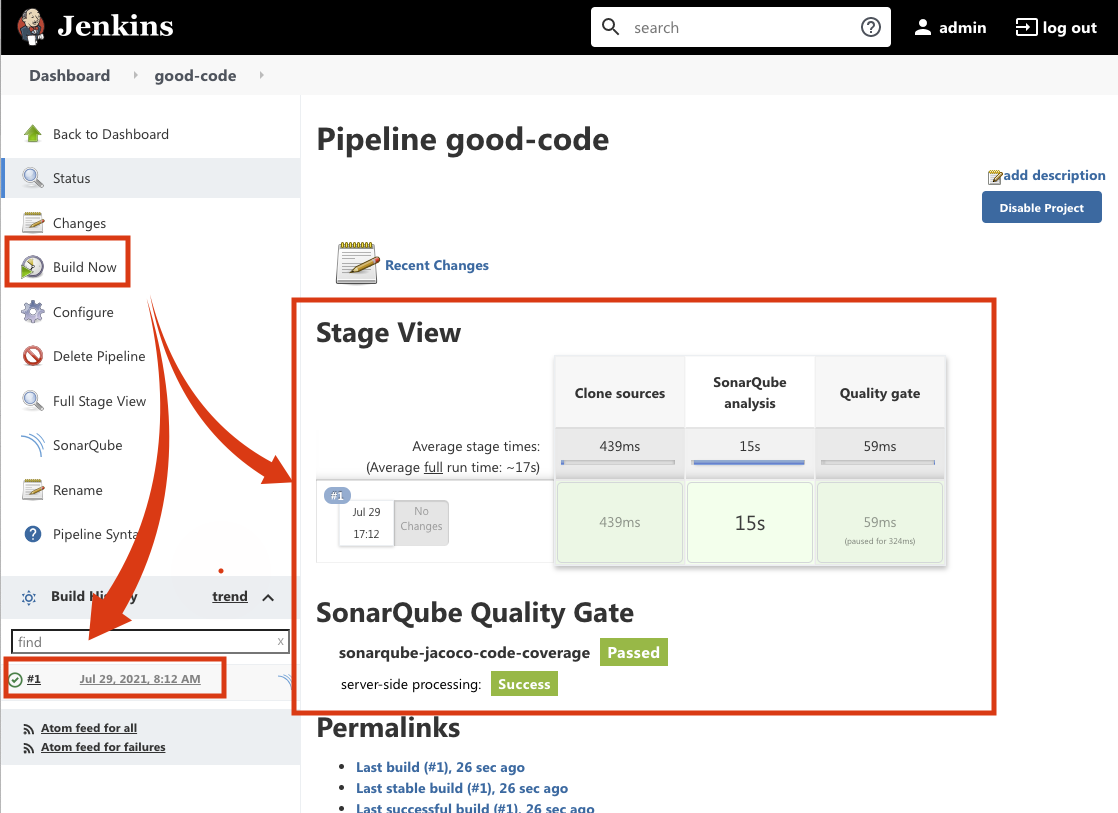 Jenkins
search
admin
log out
Dashboard
good-code
Back to Dashboard
Status
Changes
Build Now
Configure
Delete Pipeline
Full Stage View
SonarQube
Rename
Pipeline
Build
trend
find
x
#1
Jul 29, 2021, 8:12 AM
Atom feed for all
Atom feed for failures
Pipeline good-code
add description
Disable Project
Recent Changes
Stage View
Clone sources
SonarQube
analysis
Quality gate
Average stage times:
(Average full run time: ~17s)
439ms
15s
59ms
#1
Jul 29
17:12
No
Changes
439ms
15s
59ms
(paused for 324ms)
SonarQube Quality Gate
sonarqube-jacoco-code-coverage
Passed
server-side processing:
Success
Permalinks
Last build (#1), 26 sec ago
Last stable build (#1), 26 sec ago
Last successful build (#1), 26 sec ago